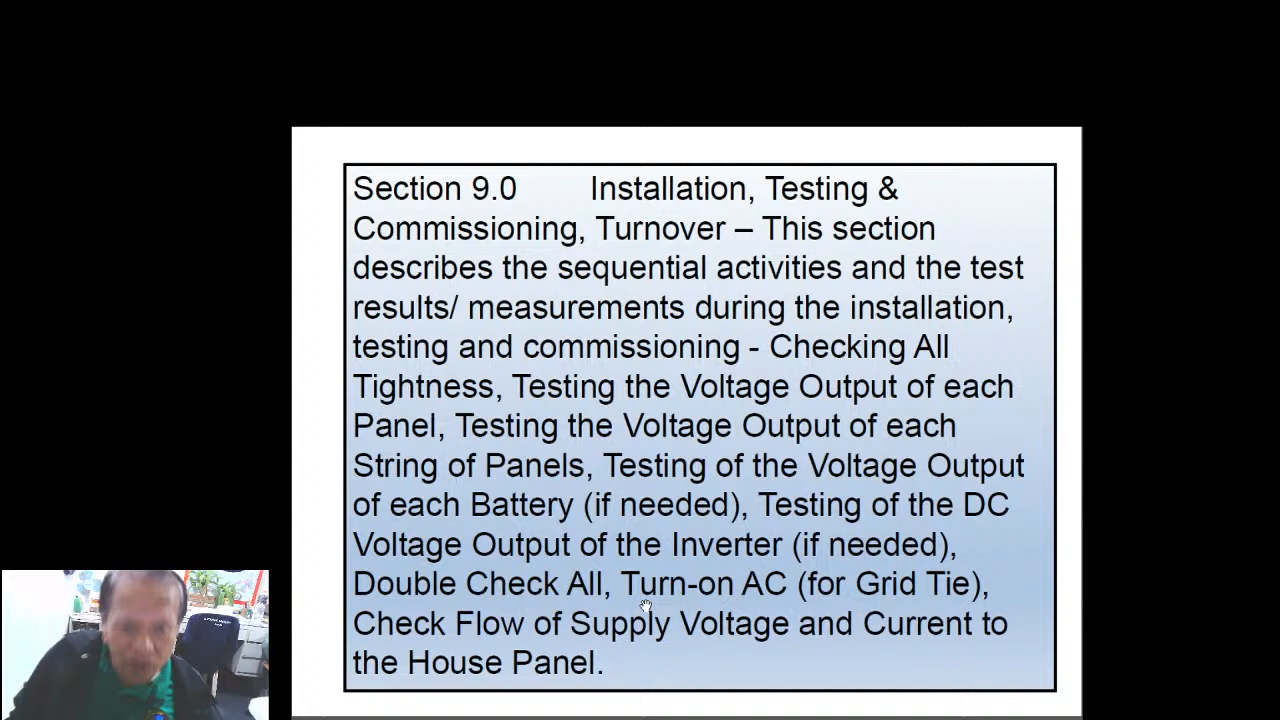 Section 9.0 Installation, Testing &
Commissioning, Turnover – This section
describes the sequential activities and the test
results/ measurements during the installation,
testing and commissioning - Checking All
Tightness, Testing the Voltage Output of each
Panel, Testing the Voltage Output of each
String of Panels, Testing of the Voltage Output
of each Battery (if needed), Testing of the DC
Voltage Output of the Inverter (if needed),
Double Check All, Turn-on AC (for Grid Tie),
Check Flow of Supply Voltage and Current to
the House Panel.